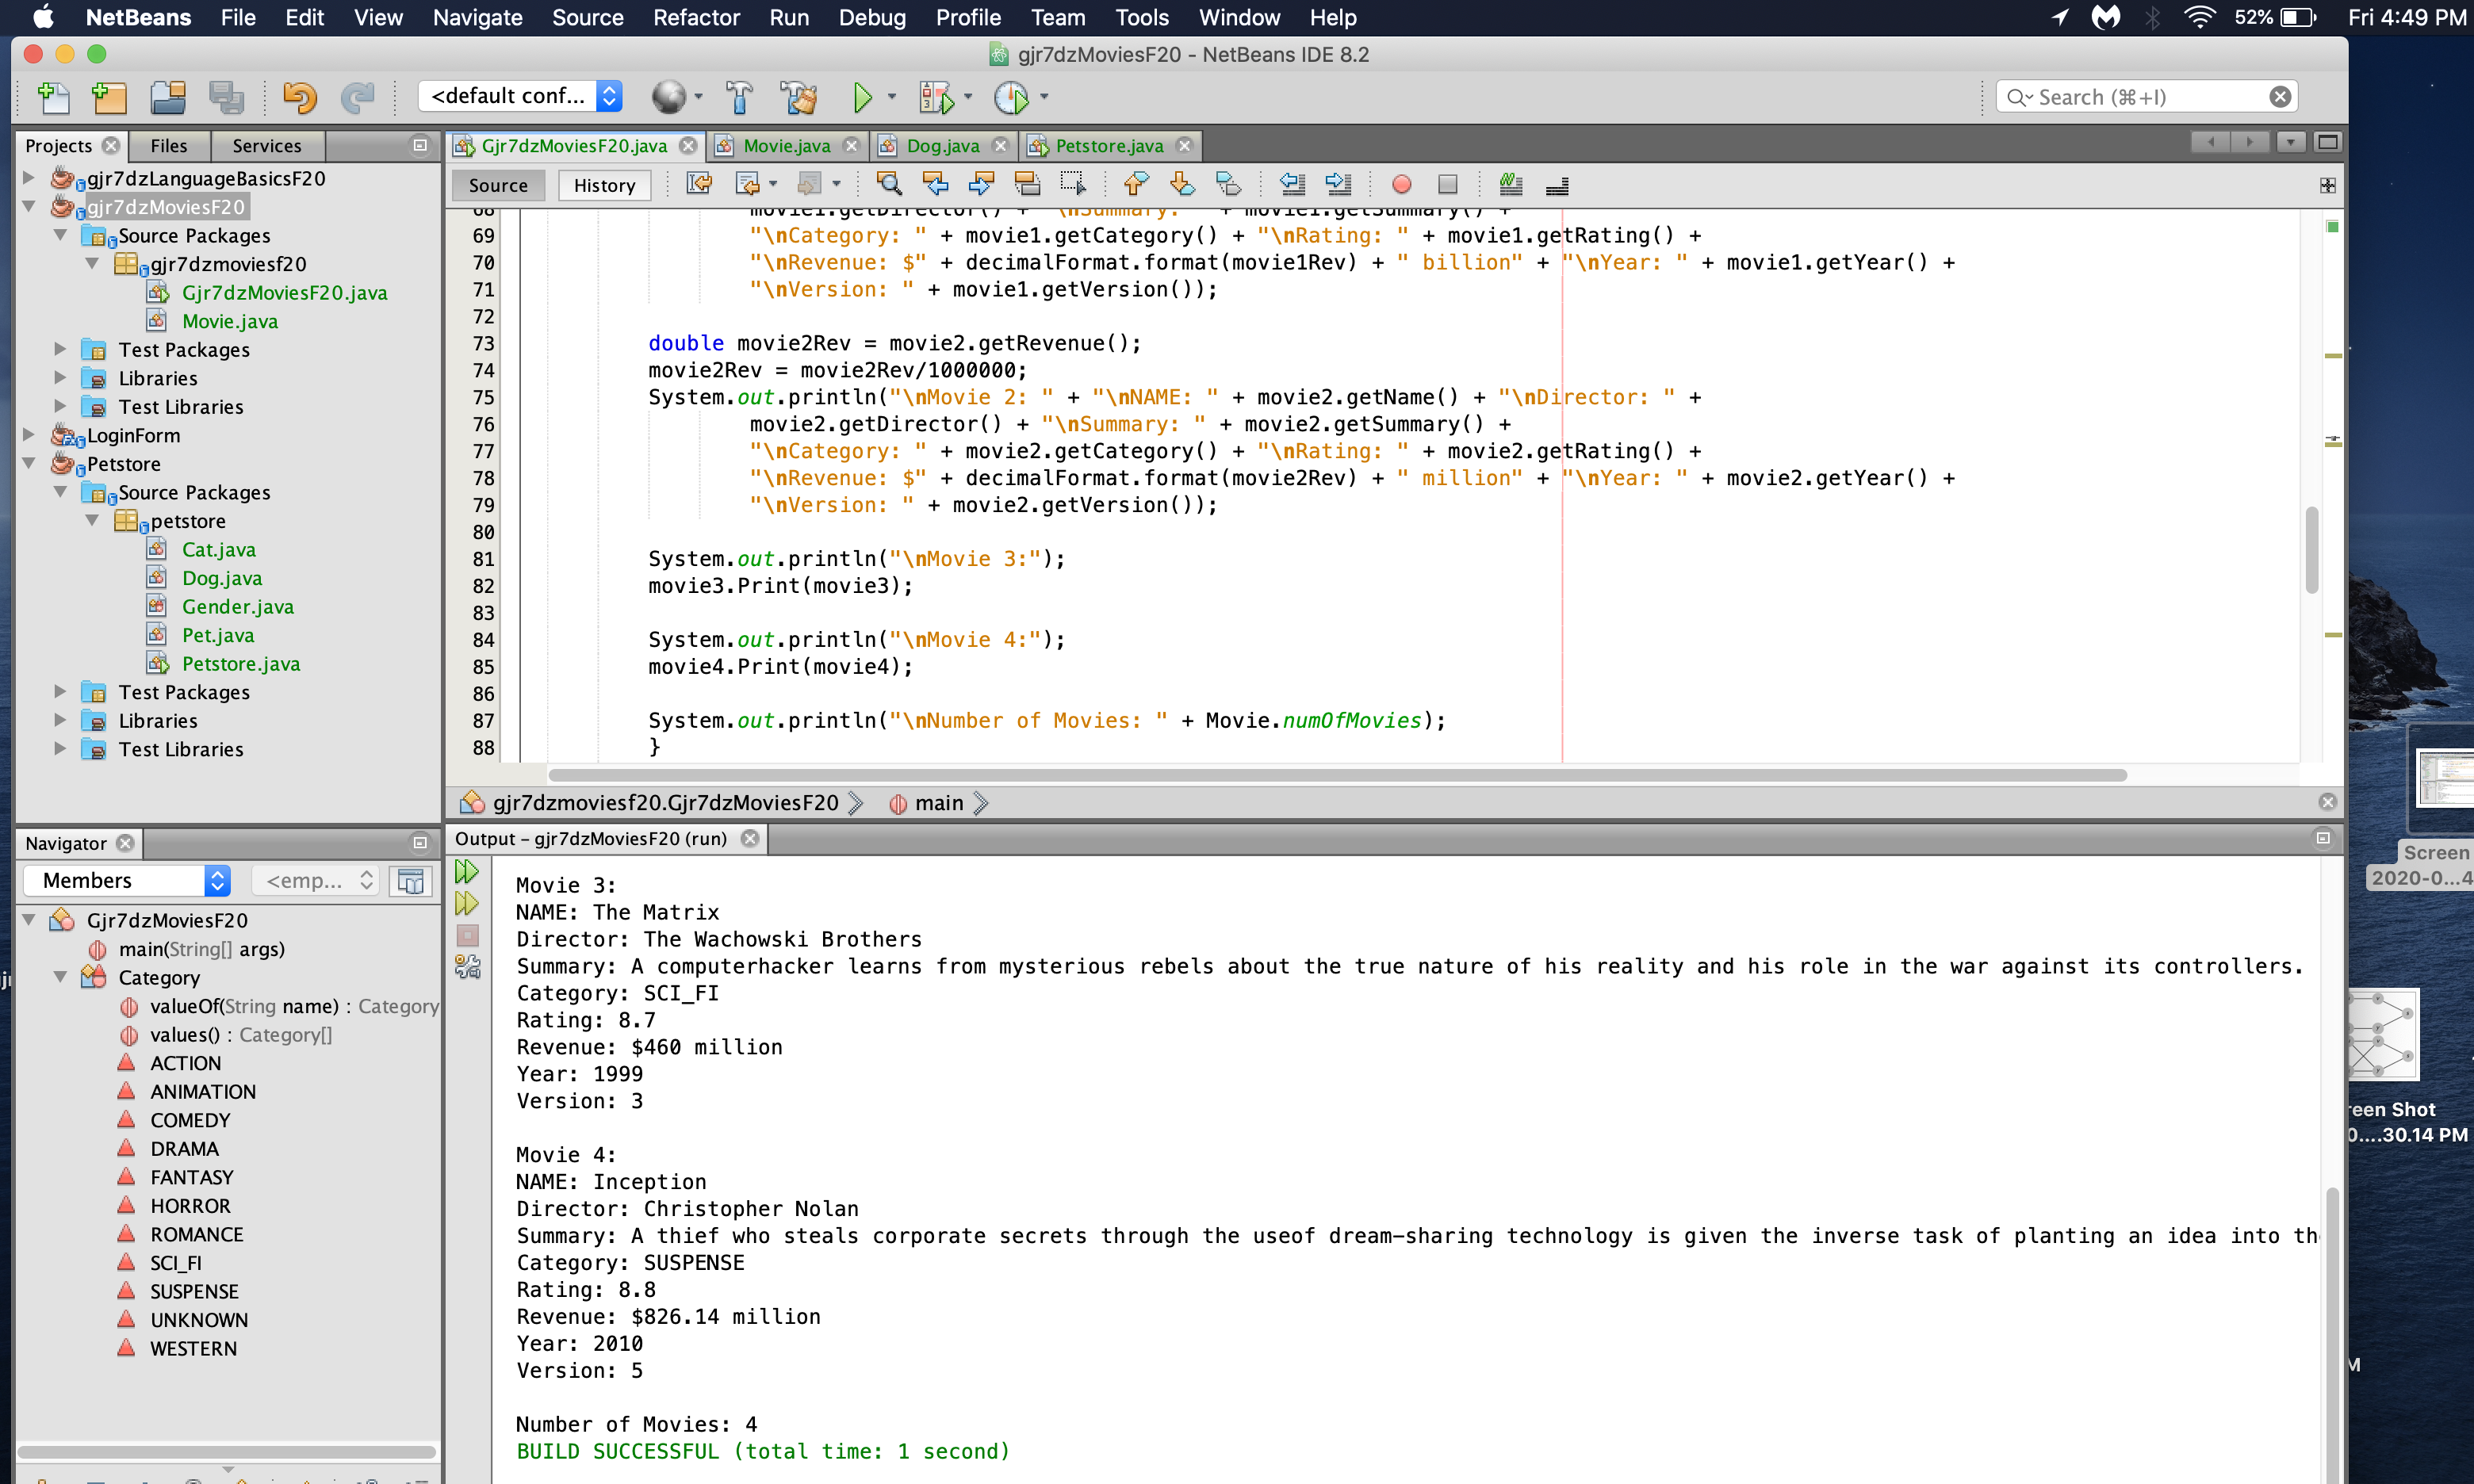 NetBeans File Edit View Navigate Source Refactor Run Debug Profile Team Tools Window Help 52% Fri 4:49 PM
gjr7dzMoviesF20 - NetBeans IDE 8.2
<default conf... Search (⌘+I)
Projects Files Services
gjr7dzLanguageBasicsF20
gjr7dzMoviesF20
Source Packages
gjr7dzmoviesf20
Gjr7dzMoviesF20.java
Movie.java
Test Packages
Libraries
Test Libraries
LoginForm
Petstore
Source Packages
petstore
Cat.java
Dog.java
Gender.java
Pet.java
Petstore.java
Test Packages
Libraries
Test Libraries
Gjr7dzMoviesF20.java Movie.java Dog.java Petstore.java
Source History
68 movie1.getDirector() + "\nSummary: " + movie1.getSummary() +
69 "\nCategory: " + movie1.getCategory() + "\nRating: " + movie1.getRating() +
70 "\nRevenue: $" + decimalFormat.format(movie1Rev) + " billion" + "\nYear: " + movie1.getYear() +
71 "\nVersion: " + movie1.getVersion());
72
73 double movie2Rev = movie2.getRevenue();
74 movie2Rev = movie2Rev/1000000;
75 System.out.println("\nMovie 2: " + "\nNAME: " + movie2.getName() + "\nDirector: " +
76 movie2.getDirector() + "\nSummary: " + movie2.getSummary() +
77 "\nCategory: " + movie2.getCategory() + "\nRating: " + movie2.getRating() +
78 "\nRevenue: $" + decimalFormat.format(movie2Rev) + " million" + "\nYear: " + movie2.getYear() +
79 "\nVersion: " + movie2.getVersion());
80
81 System.out.println("\nMovie 3:");
82 movie3.Print(movie3);
83
84 System.out.println("\nMovie 4:");
85 movie4.Print(movie4);
86
87 System.out.println("\nNumber of Movies: " + Movie.numOfMovies);
88 }
gjr7dzmoviesf20.Gjr7dzMoviesF20 main
Navigator
Members <emp...
Gjr7dzMoviesF20
main(String[] args)
Category
valueOf(String name) : Category
values() : Category[]
ACTION
ANIMATION
COMEDY
DRAMA
FANTASY
HORROR
ROMANCE
SCI_FI
SUSPENSE
UNKNOWN
WESTERN
Output – gjr7dzMoviesF20 (run)
Movie 3:
NAME: The Matrix
Director: The Wachowski Brothers
Summary: A computerhacker learns from mysterious rebels about the true nature of his reality and his role in the war against its controllers.
Category: SCI_FI
Rating: 8.7
Revenue: $460 million
Year: 1999
Version: 3
Movie 4:
NAME: Inception
Director: Christopher Nolan
Summary: A thief who steals corporate secrets through the useof dream-sharing technology is given the inverse task of planting an idea into th
Category: SUSPENSE
Rating: 8.8
Revenue: $826.14 million
Year: 2010
Version: 5
Number of Movies: 4
BUILD SUCCESSFUL (total time: 1 second)
Screen
2020-0...4
reen Shot
0....30.14 PM